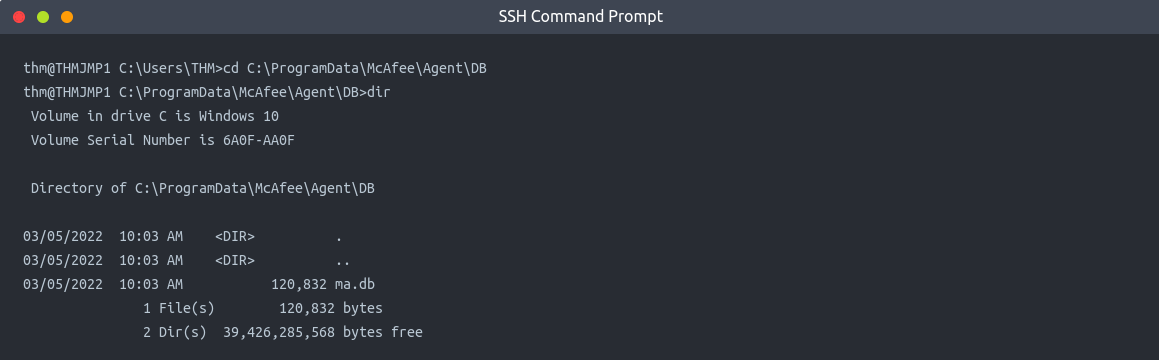 SSH Command Prompt
thm@THMJMP1 C:\Users\THM>cd C:\ProgramData\McAfee\Agent\DB
thm@THMJMP1 C:\ProgramData\McAfee\Agent\DB>dir
 Volume in drive C is Windows 10
 Volume Serial Number is 6A0F-AA0F

 Directory of C:\ProgramData\McAfee\Agent\DB

03/05/2022  10:03 AM    <DIR>          .
03/05/2022  10:03 AM    <DIR>          ..
03/05/2022  10:03 AM           120,832 ma.db
               1 File(s)        120,832 bytes
               2 Dir(s)  39,426,285,568 bytes free